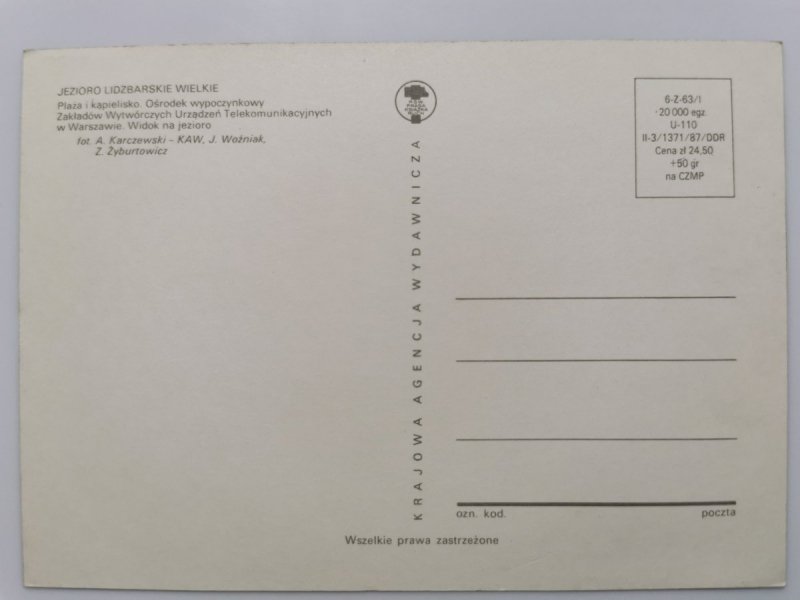 JEZIORO LIDZBARSKIE WIELKIE
Plaża i kąpielisko. Ośrodek wypoczynkowy
Zakładów Wytwórczych Urządzeń Telekomunikacyjnych
w Warszawie. Widok na jezioro
fot. A. Karczewski – KAW, J. Woźniak,
Z. Żyburtowicz
KRAJOWA AGENCJA WYDAWNICZA
6-Z-63/I
20 000 egz.
U-110
II-3/1371/87/DDR
Cena zł 24,50
+50 gr
na CZMP
ozn. kod.
poczta
Wszelkie prawa zastrzeżone